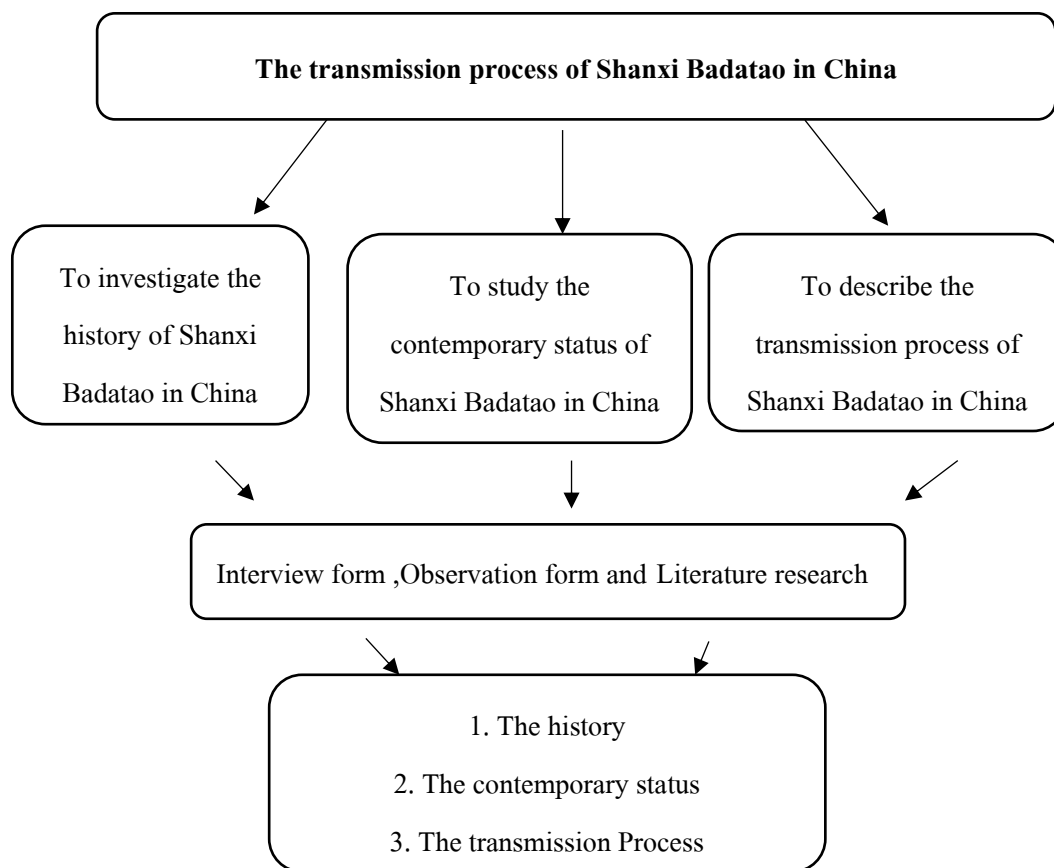 The transmission process of Shanxi Badatao in China
To investigate the
history of Shanxi
Badatao in China
To study the
contemporary status of
Shanxi Badatao in China
To describe the
transmission process of
Shanxi Badatao in China
Interview form ,Observation form and Literature research
1. The history
2. The contemporary status
3. The transmission Process